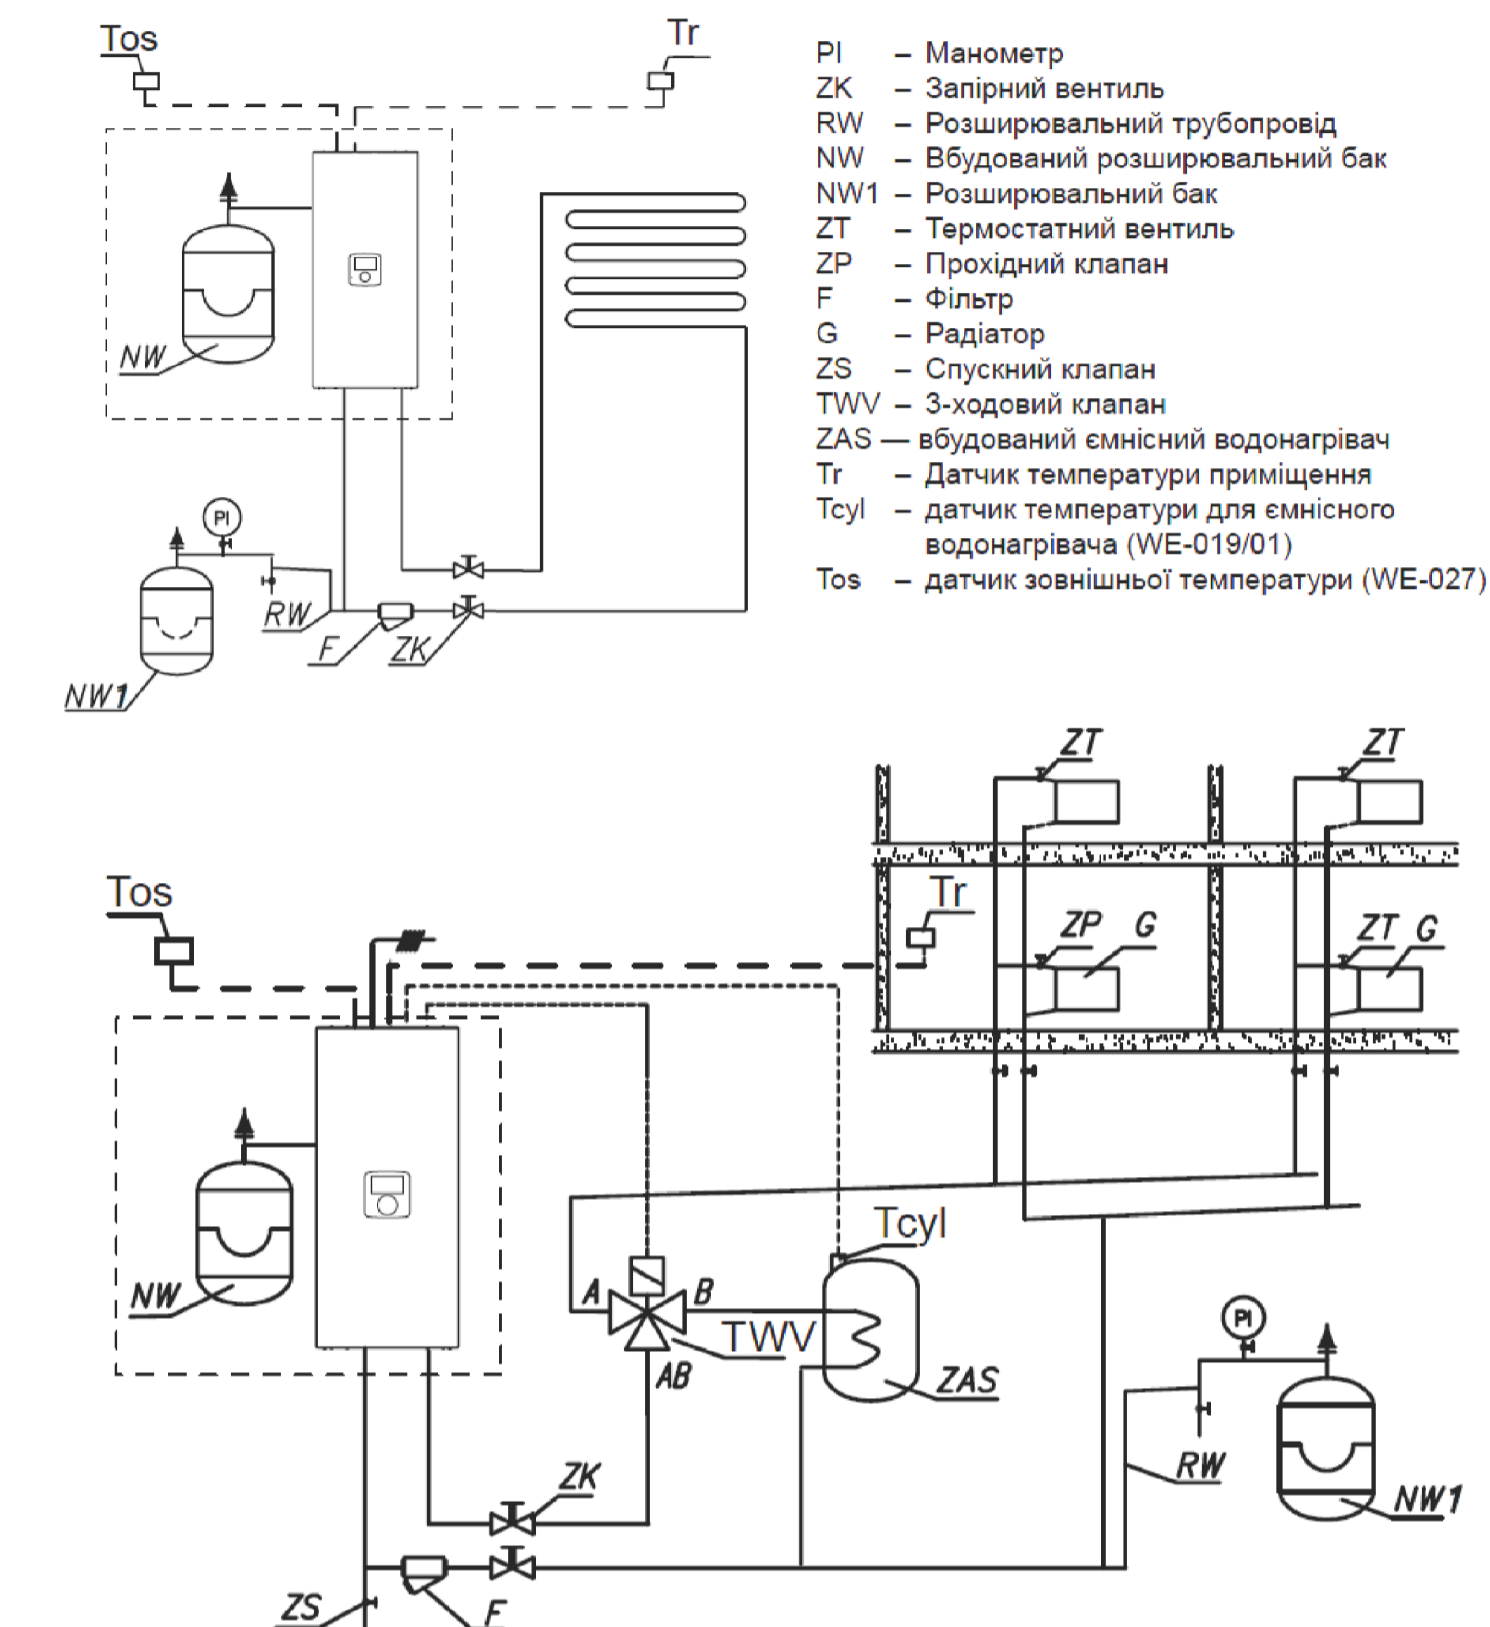 Tos
Tr
NW
PI
RW
F
ZK
NW1
PI – Манометр
ZK – Запірний вентиль
RW – Розширювальний трубопровід
NW – Вбудований розширювальний бак
NW1 – Розширювальний бак
ZT – Термостатний вентиль
ZP – Прохідний клапан
F – Фільтр
G – Радіатор
ZS – Спускний клапан
TWV – 3-ходовий клапан
ZAS — вбудований ємнісний водонагрівач
Tr – Датчик температури приміщення
Tcyl – датчик температури для ємнісного
водонагрівача (WE-019/01)
Tos – датчик зовнішньої температури (WE-027)
ZT
ZT
Tos
Tr
ZP G
ZT G
Tcyl
NW
A
B
TWV
AB
ZAS
PI
ZK
RW
NW1
ZS
F